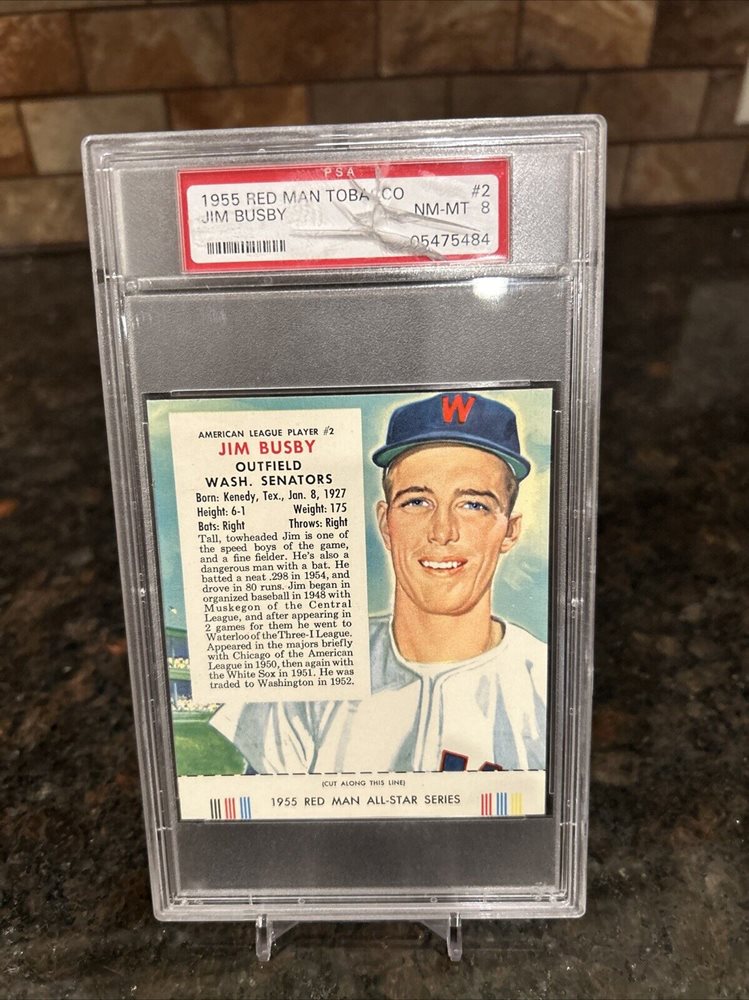 PSA
1955 RED MAN TOBACCO #2
JIM BUSBY NM-MT 8
05475484
W
AMERICAN LEAGUE PLAYER #2
JIM BUSBY
OUTFIELD
WASH. SENATORS
Born: Kenedy, Tex., Jan. 8, 1927
Height: 6-1 Weight: 175
Bats: Right Throws: Right
Tall, towheaded Jim is one of
the speed boys of the game,
and a fine fielder. He's also a
dangerous man with a bat. He
batted a neat .298 in 1954, and
drove in 80 runs. Jim began in
organized baseball in 1948 with
Muskegon of the Central
League, and after appearing in
2 games for them he went to
Waterloo of the Three-I League.
Appeared in the majors briefly
with Chicago of the American
League in 1950, then again with
the White Sox in 1951. He was
traded to Washington in 1952.
(CUT ALONG THIS LINE)
1955 RED MAN ALL-STAR SERIES